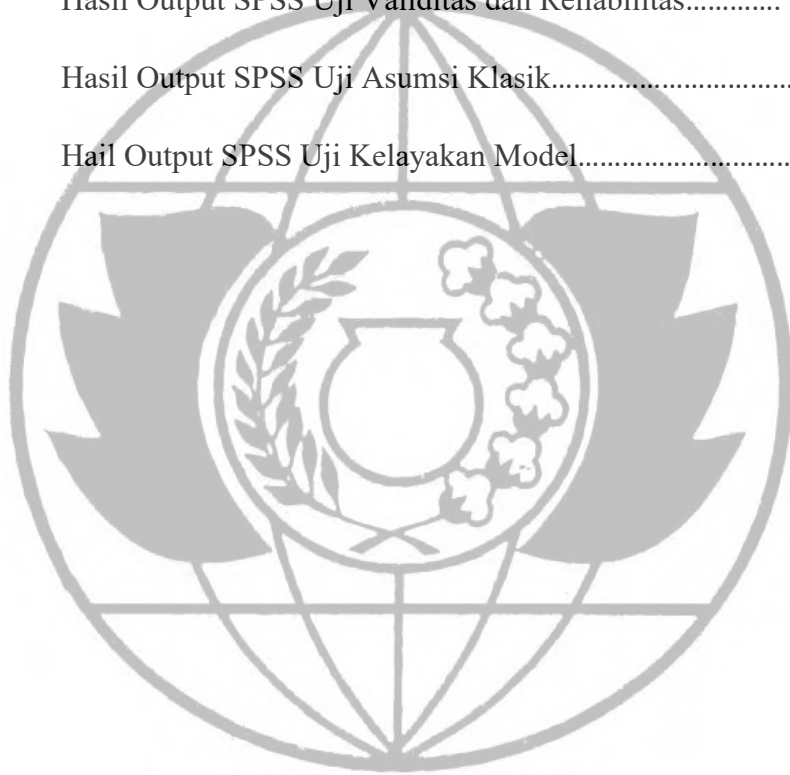 Hasil Output SPSS Uji Validitas dan Reliabilitas............
Hasil Output SPSS Uji Asumsi Klasik..............................
Hail Output SPSS Uji Kelayakan Model............................